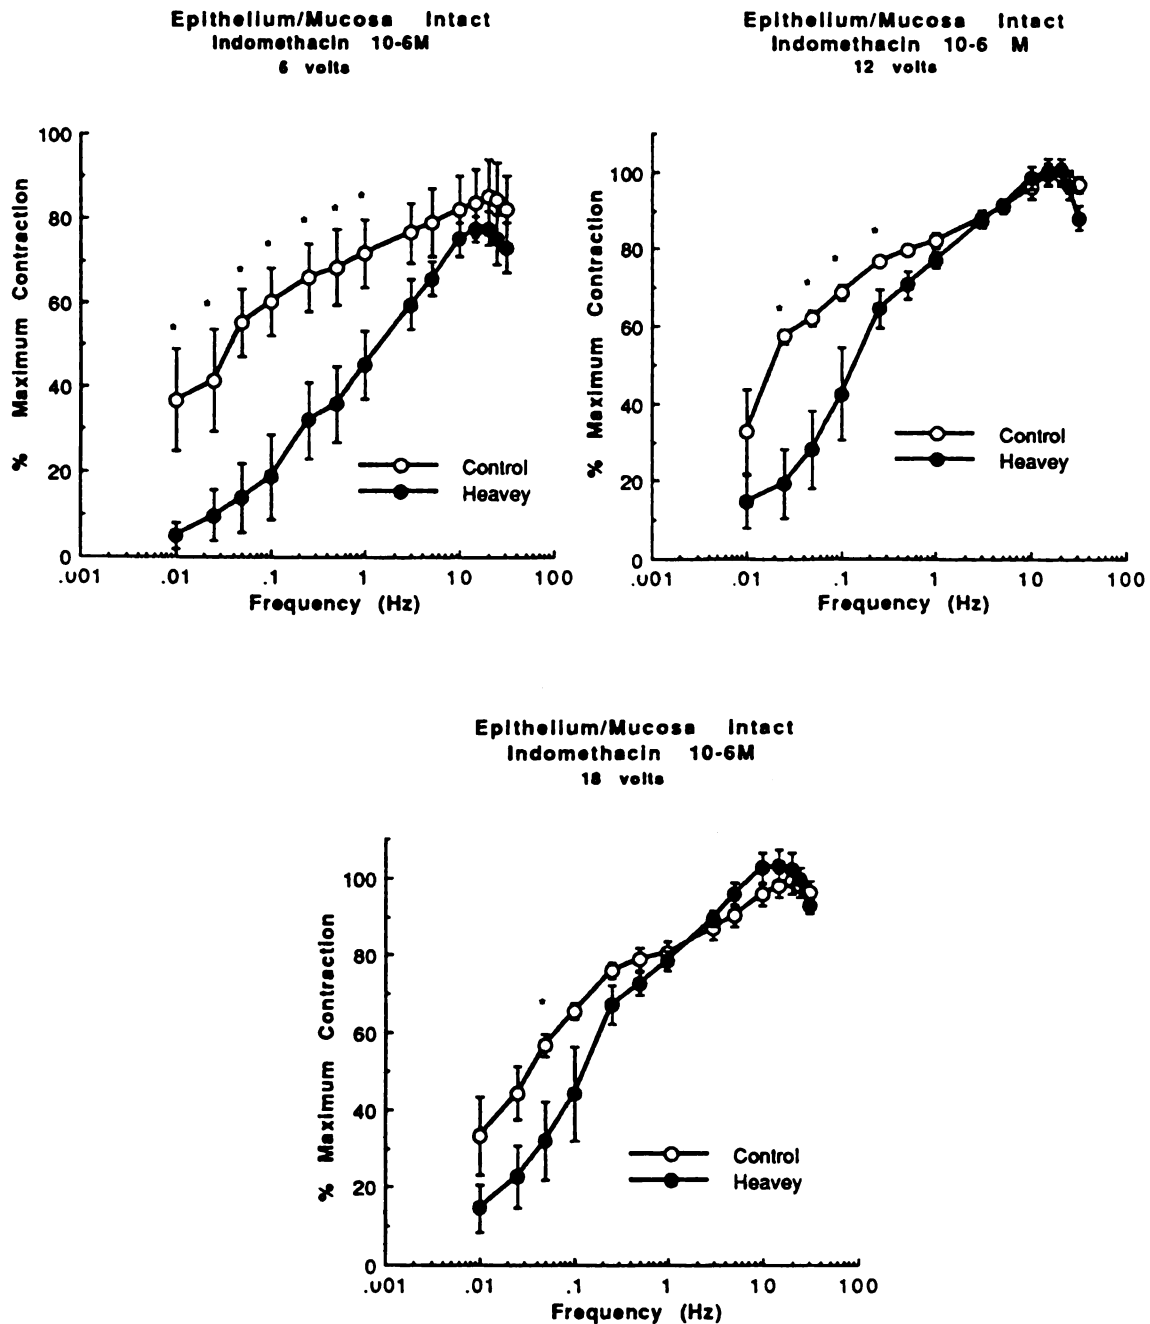 Epithelium/Mucosa Intact
Indomethacin 10-6M
6 volts
% Maximum Contraction
100
80
60
40
20
0
.001
.01
.1
1
10
100
Frequency (Hz)
Control
Heavey
Epithelium/Mucosa Intact
Indomethacin 10-6 M
12 volts
% Maximum Contraction
100
80
60
40
20
0
.001
.01
.1
1
10
100
Frequency (Hz)
Control
Heavey
Epithelium/Mucosa Intact
Indomethacin 10-6M
18 volts
% Maximum Contraction
100
80
60
40
20
0
.001
.01
.1
1
10
100
Frequency (Hz)
Control
Heavey